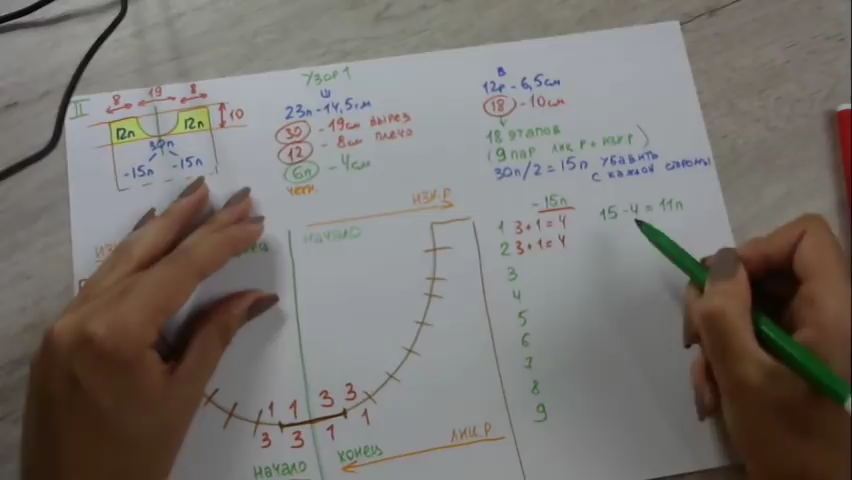 II
8 19 8
10
12п 12п
30п
-15п -15п
Узор 1
23п-14,5см
30 -19см вырез
12 - 8см плечо
6п -4см
четн.
В
12р-6,5см
18 -10см
18 этапов
(9 пар лиц.р+изн.р)
30п/2=15п убавить
с каждой стороны
изн.р
начало
-15п
1 3+1=4
2 3+1=4
3
4
5
6
7
8
9
15-4=11п
1 1 3 3
3 3 1 1
начало конец
лиц.р